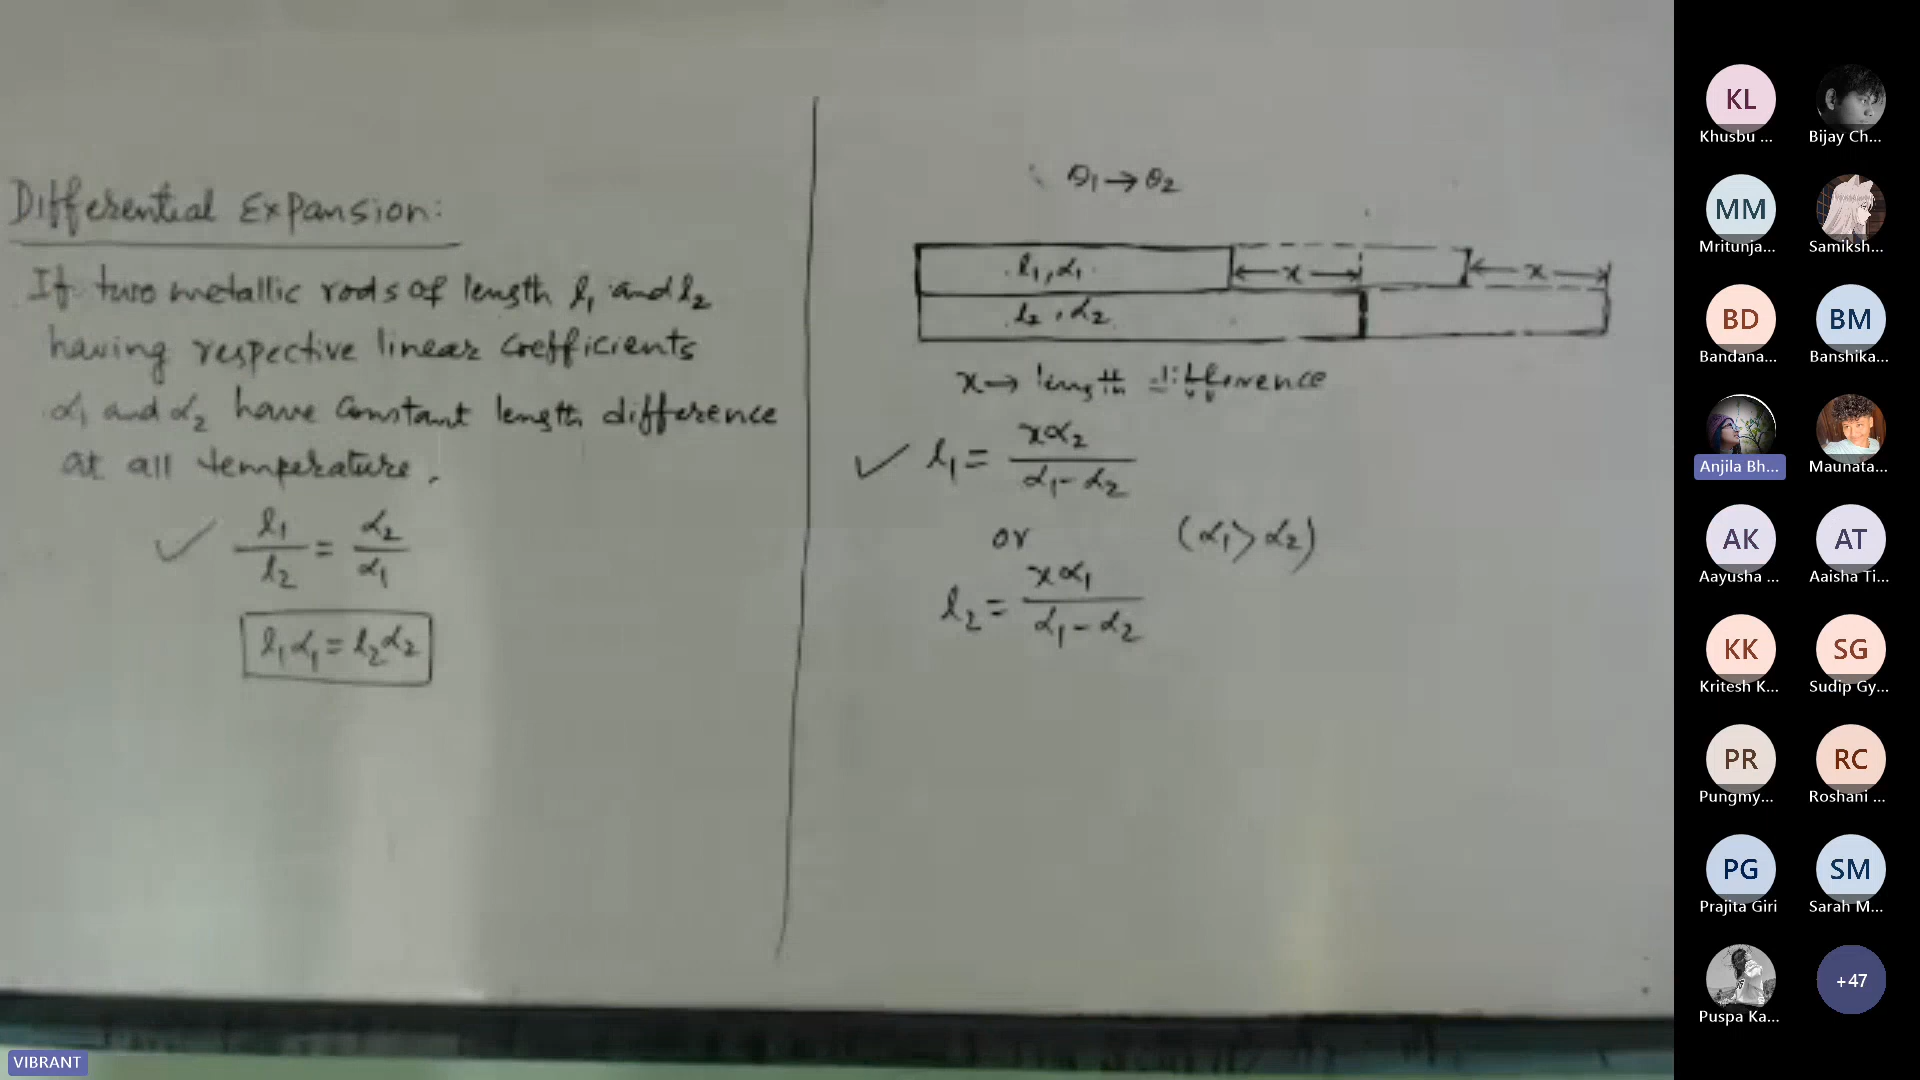 Differential Expansion:
If two metallic rods of length l₁ and l₂
having respective linear coefficients
α₁ and α₂ have constant length difference
at all temperature.
✓ l₁/l₂ = α₂/α₁
l₁α₁ = l₂α₂
θ₁ → θ₂
l₁, α₁
x
x
l₂, α₂
x → length difference
✓ l₁ = xα₂/(α₁ - α₂)
or (α₁ > α₂)
l₂ = xα₁/(α₁ - α₂)
VIBRANT
KL
Khusbu ...
Bijay Ch...
MM
Mritunja...
Samiksh...
BD
Bandana...
BM
Banshika...
Anjila Bh...
Maunata...
AK
Aayusha ...
AT
Aaisha Ti...
KK
Kritesh K...
SG
Sudip Gy...
PR
Pungmy...
RC
Roshani ...
PG
Prajita Giri
SM
Sarah M...
Puspa Ka...
+47